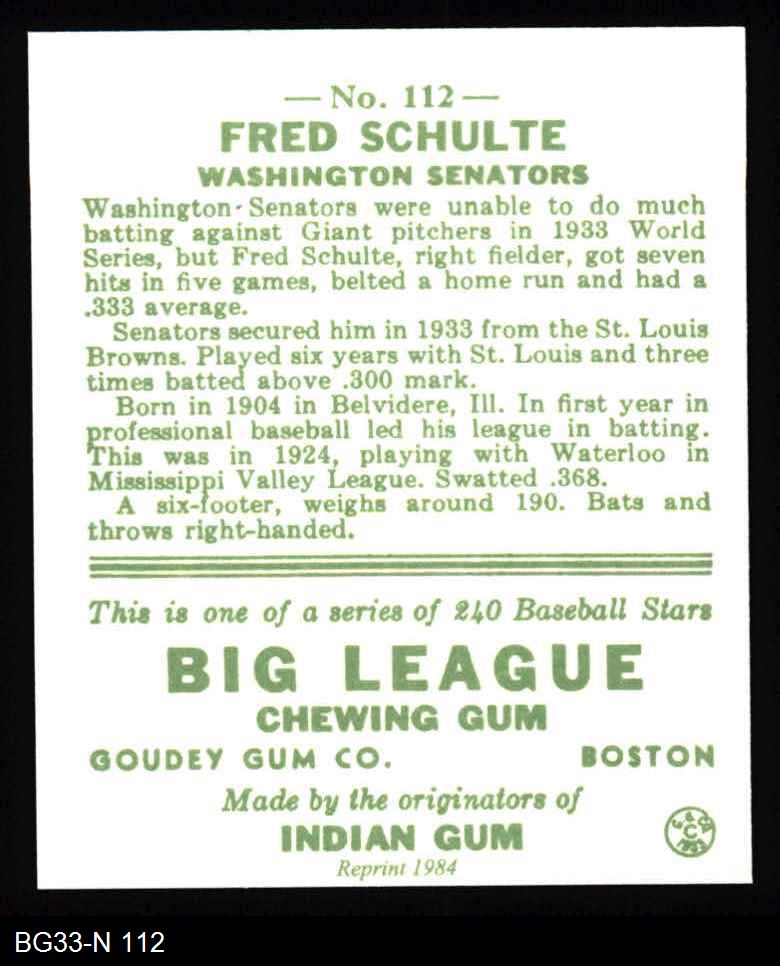 — No. 112 —
FRED SCHULTE
WASHINGTON SENATORS
Washington-Senators were unable to do much
batting against Giant pitchers in 1933 World
Series, but Fred Schulte, right fielder, got seven
hits in five games, belted a home run and had a
.333 average.
Senators secured him in 1933 from the St. Louis
Browns. Played six years with St. Louis and three
times batted above .300 mark.
Born in 1904 in Belvidere, Ill. In first year in
professional baseball led his league in batting.
This was in 1924, playing with Waterloo in
Mississippi Valley League. Swatted .368.
A six-footer, weighs around 190. Bats and
throws right-handed.
This is one of a series of 240 Baseball Stars
BIG LEAGUE
CHEWING GUM
GOUDEY GUM CO. BOSTON
Made by the originators of
INDIAN GUM
Reprint 1984
C
BG33-N 112